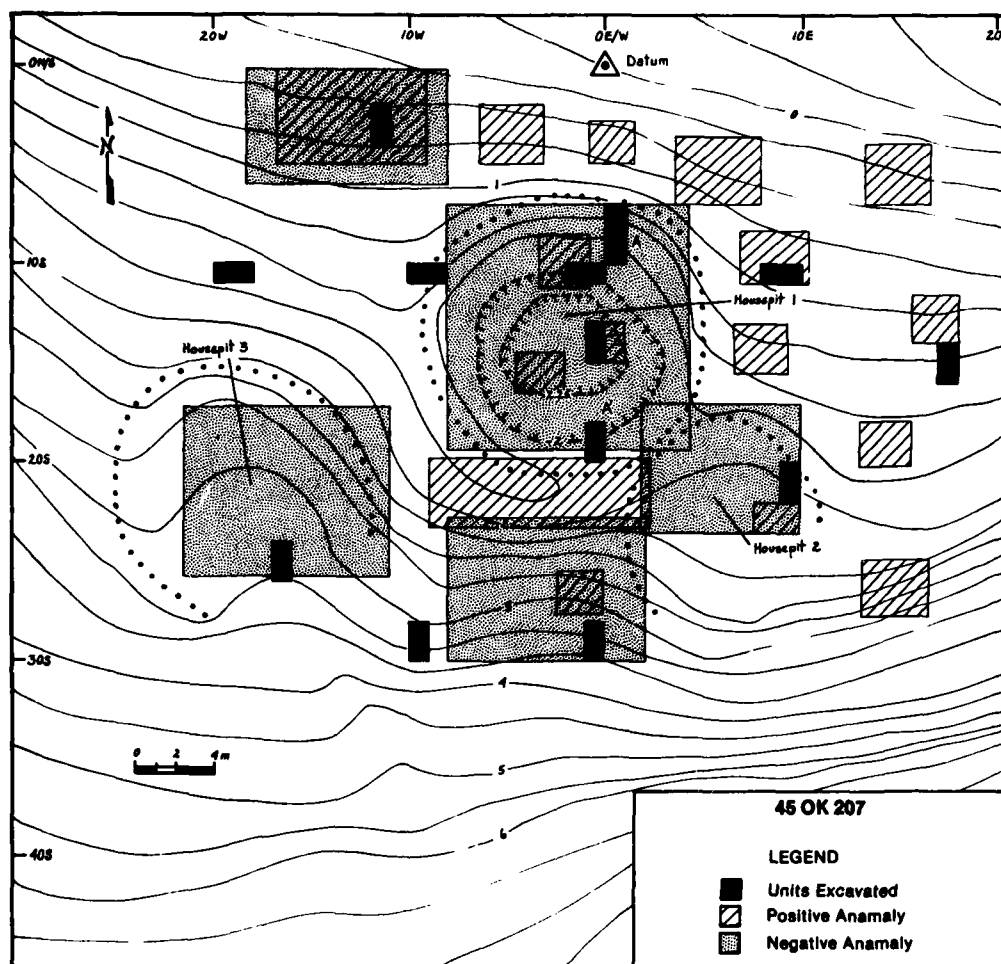 20W 10W 0E/W 10E 20
0N/S
Datum
N
0
1
10S
A
Housepit 1
Housepit 3
A'
20S
Housepit 2
30S
4
0 2 4m
5
6
40S
45 OK 207
LEGEND
Units Excavated
Positive Anamaly
Negative Anamaly